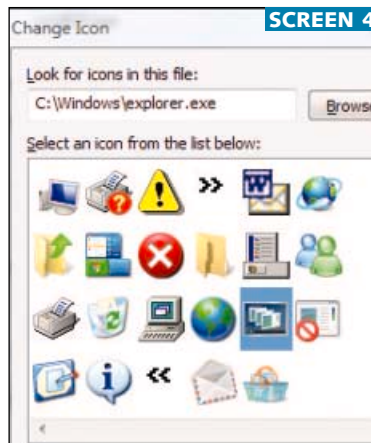 SCREEN 4
Change Icon
Look for icons in this file:
C:\Windows\explorer.exe
Browse
Select an icon from the list below:
»
W
?
!
i
«